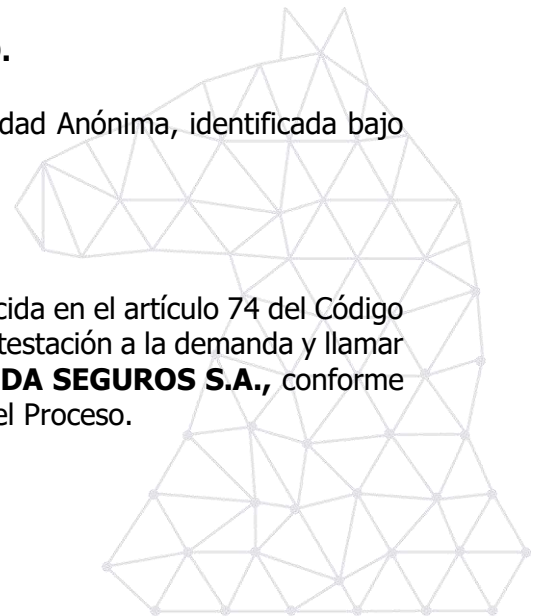 .
dad Anónima, identificada bajo
cida en el artículo 74 del Código
testación a la demanda y llamar
DA SEGUROS S.A., conforme
el Proceso.